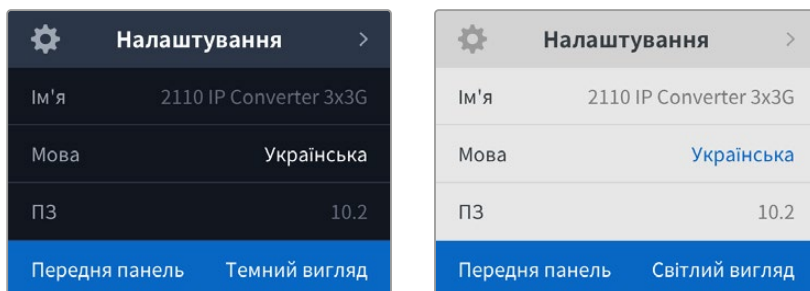 Налаштування
Ім'я 2110 IP Converter 3x3G
Мова Українська
ПЗ 10.2
Передня панель Темний вигляд
Налаштування
Ім'я 2110 IP Converter 3x3G
Мова Українська
ПЗ 10.2
Передня панель Світлий вигляд